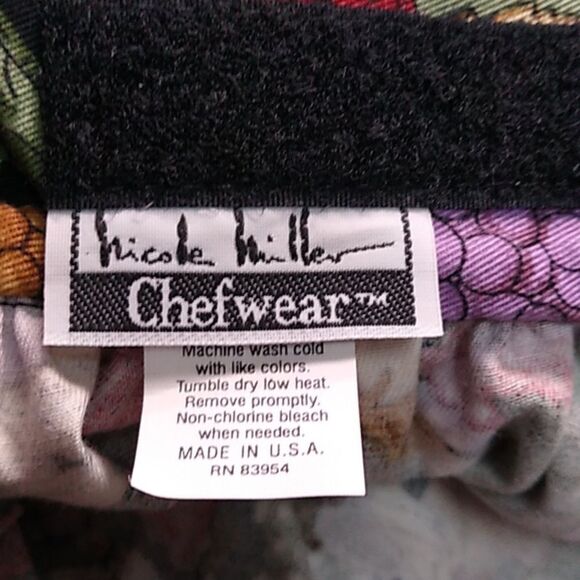 Nicole Miller
Chefwear™
Machine wash cold
with like colors.
Tumble dry low heat.
Remove promptly.
Non-chlorine bleach
when needed.
MADE IN U.S.A.
RN 83954